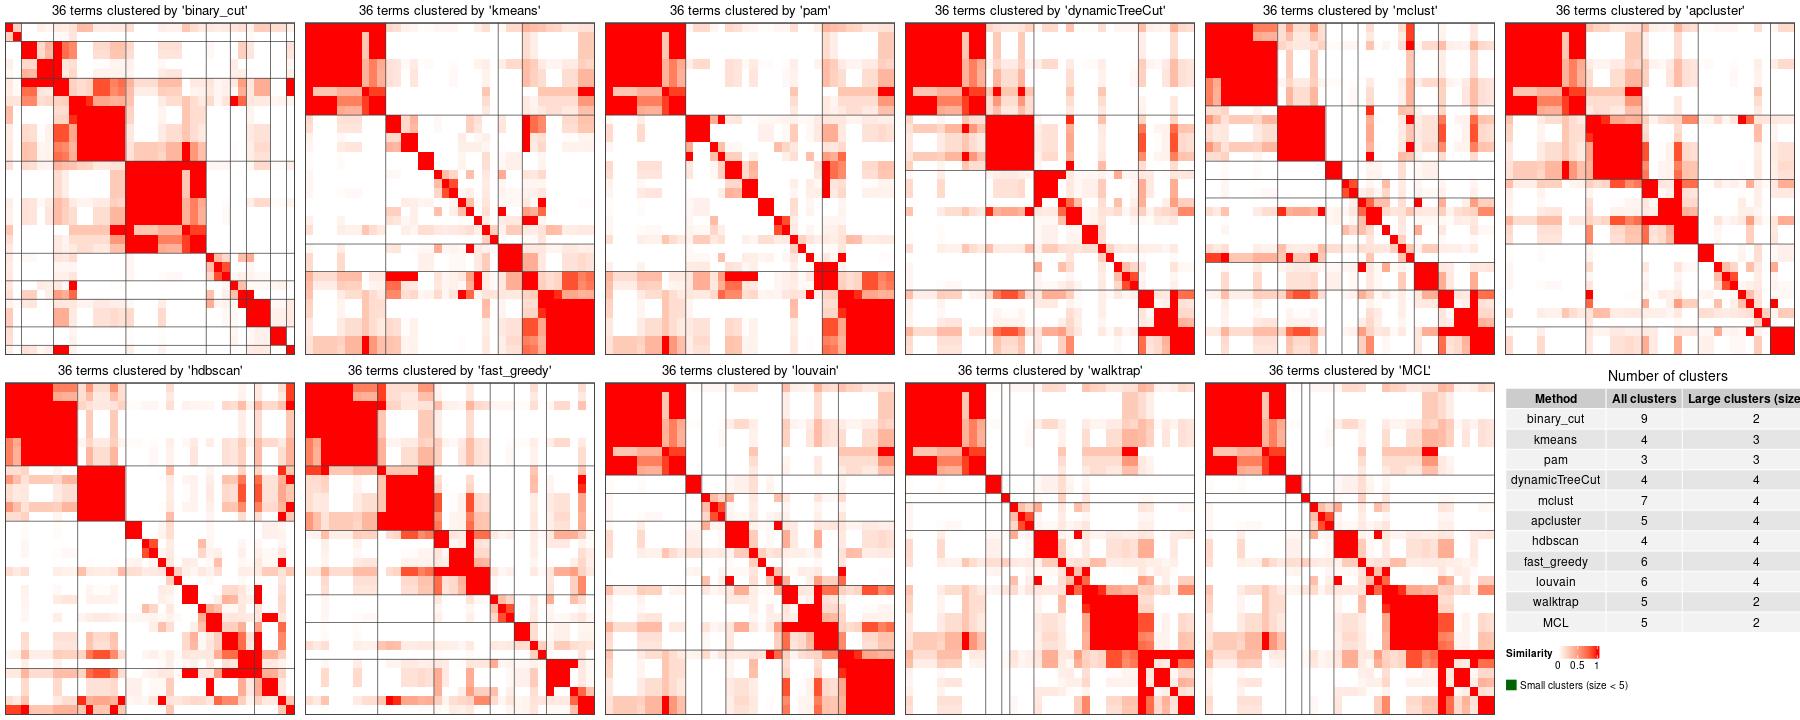 36 terms clustered by 'binary_cut'
36 terms clustered by 'kmeans'
36 terms clustered by 'pam'
36 terms clustered by 'dynamicTreeCut'
36 terms clustered by 'mclust'
36 terms clustered by 'apcluster'
36 terms clustered by 'hdbscan'
36 terms clustered by 'fast_greedy'
36 terms clustered by 'louvain'
36 terms clustered by 'walktrap'
36 terms clustered by 'MCL'
Number of clusters
Method All clusters Large clusters (size
binary_cut 9 2
kmeans 4 3
pam 3 3
dynamicTreeCut 4 4
mclust 7 4
apcluster 5 4
hdbscan 4 4
fast_greedy 6 4
louvain 6 4
walktrap 5 2
MCL 5 2
Similarity
0 0.5 1
Small clusters (size < 5)